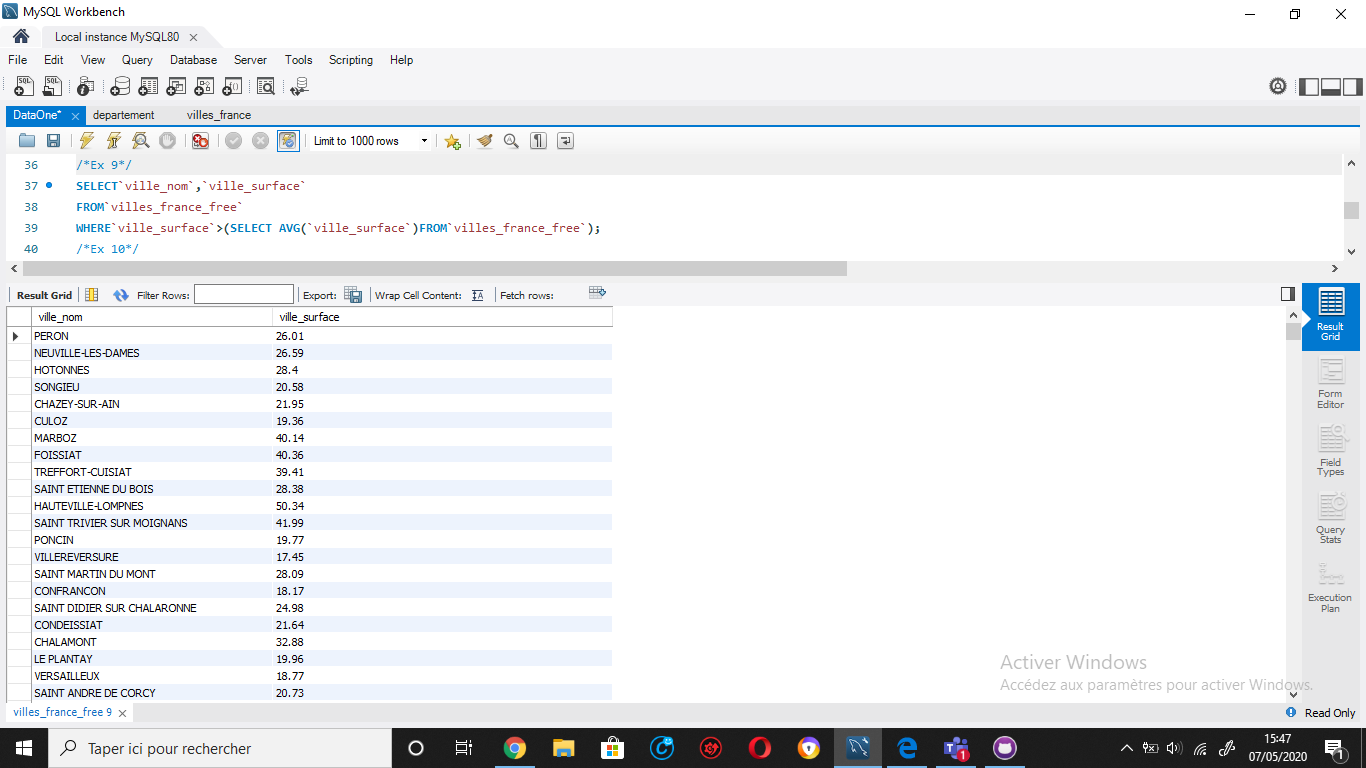 MySQL Workbench
Local instance MySQL80
File Edit View Query Database Server Tools Scripting Help
DataOne* departement villes_france
Limit to 1000 rows
36 /*Ex 9*/
37 SELECT`ville_nom`,`ville_surface`
38 FROM`villes_france_free`
39 WHERE`ville_surface`>(SELECT AVG(`ville_surface`)FROM`villes_france_free`);
40 /*Ex 10*/
Result Grid Filter Rows: Export: Wrap Cell Content: Fetch rows:
ville_nom ville_surface
PERON 26.01
NEUVILLE-LES-DAMES 26.59
HOTONNES 28.4
SONGIEU 20.58
CHAZEY-SUR-AIN 21.95
CULOZ 19.36
MARBOZ 40.14
FOISSIAT 40.36
TREFFORT-CUISIAT 39.41
SAINT ETIENNE DU BOIS 28.38
HAUTEVILLE-LOMPNES 50.34
SAINT TRIVIER SUR MOIGNANS 41.99
PONCIN 19.77
VILLEREVERSURE 17.45
SAINT MARTIN DU MONT 28.09
CONFRANCON 18.17
SAINT DIDIER SUR CHALARONNE 24.98
CONDEISSIAT 21.64
CHALAMONT 32.88
LE PLANTAY 19.96
VERSAILLEUX 18.77
SAINT ANDRE DE CORCY 20.73
Result
Grid
Form
Editor
Field
Types
Query
Stats
Execution
Plan
Activer Windows
Accédez aux paramètres pour activer Windows.
villes_france_free 9
Read Only
Taper ici pour rechercher
15:47
07/05/2020